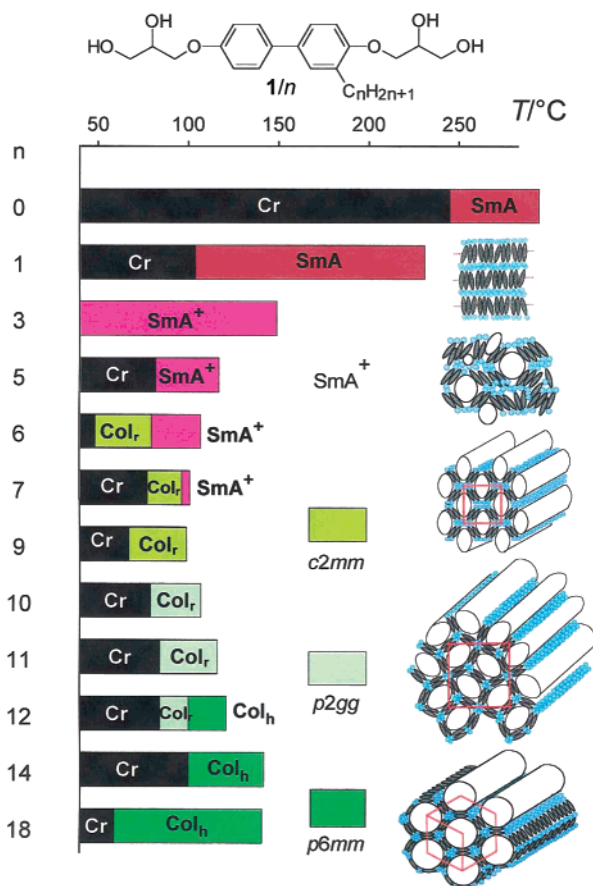 OH
OH
HO
O
O
OH
1/n
CnH2n+1
50 100 150 200 250 T/°C
n
0 Cr SmA
1 Cr SmA
3 SmA+
5 Cr SmA+ SmA+
6 Colr SmA+
7 Cr Colr SmA+
9 Cr Colr
c2mm
10 Cr Colr
11 Cr Colr
p2gg
12 Cr Colr Colh
14 Cr Colh
18 Cr Colh
p6mm